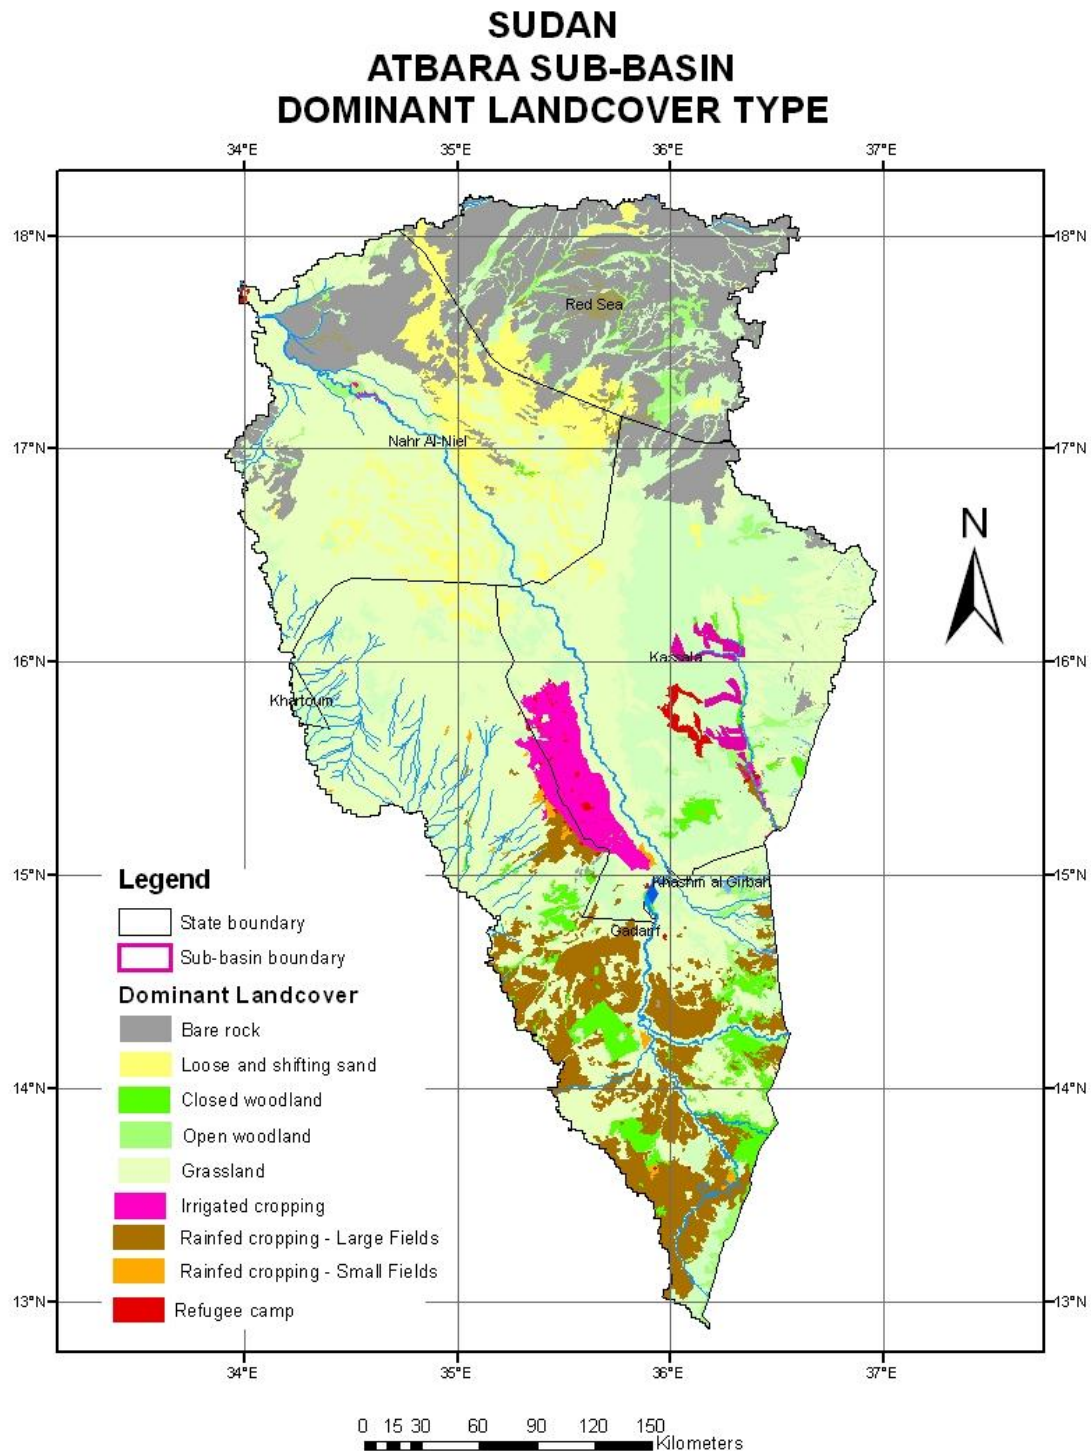 SUDAN
ATBARA SUB-BASIN
DOMINANT LANDCOVER TYPE
34°E 35°E 36°E 37°E
18°N 18°N
Red Sea
Nahr Al-Niel
17°N 17°N
N
16°N 16°N
Kassala
Khartoum
15°N 15°N
Khashm al Girbah
Gadarif
14°N 14°N
13°N 13°N
Legend
State boundary
Sub-basin boundary
Dominant Landcover
Bare rock
Loose and shifting sand
Closed woodland
Open woodland
Grassland
Irrigated cropping
Rainfed cropping - Large Fields
Rainfed cropping - Small Fields
Refugee camp
34°E 35°E 36°E 37°E
0 15 30 60 90 120 150
Kilometers